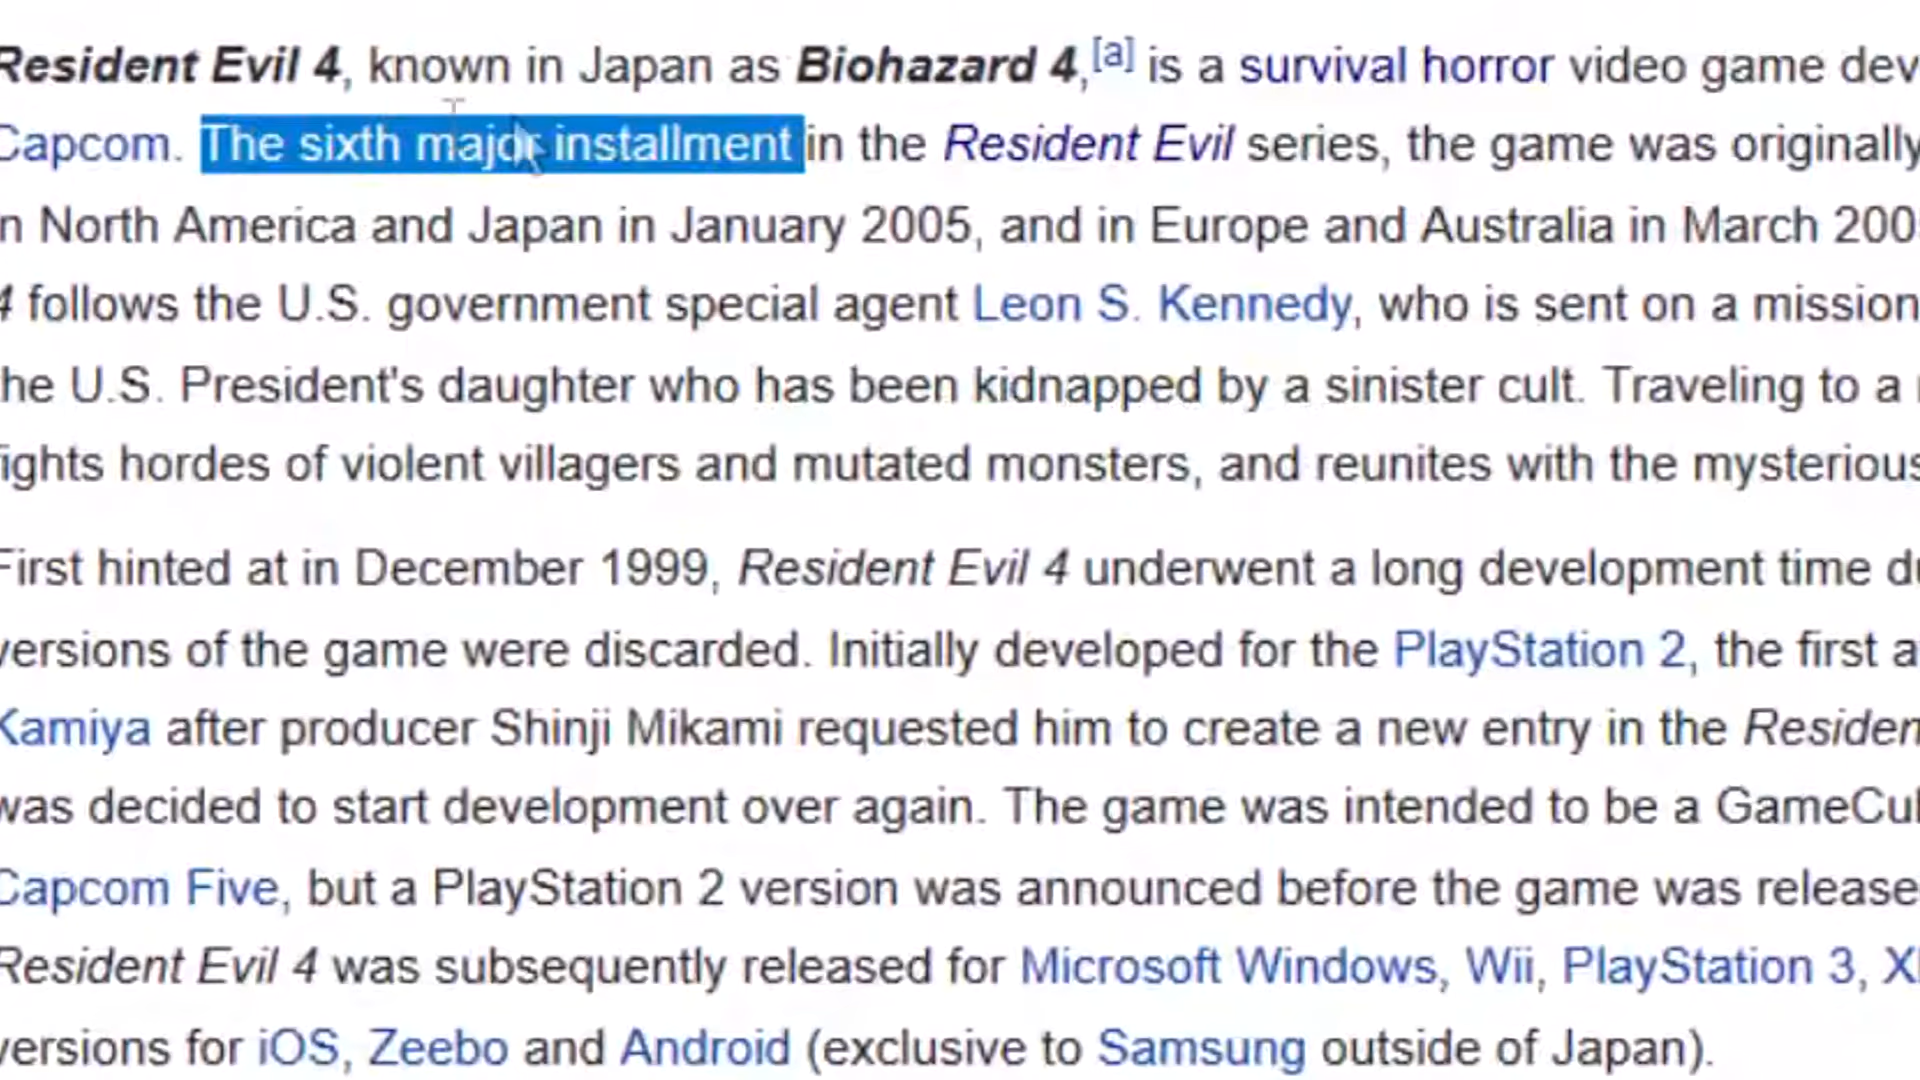 Resident Evil 4, known in Japan as Biohazard 4,[a] is a survival horror video game dev
Capcom. The sixth major installment in the Resident Evil series, the game was originally
n North America and Japan in January 2005, and in Europe and Australia in March 200
4 follows the U.S. government special agent Leon S. Kennedy, who is sent on a mission
he U.S. President's daughter who has been kidnapped by a sinister cult. Traveling to a
ights hordes of violent villagers and mutated monsters, and reunites with the mysterious
First hinted at in December 1999, Resident Evil 4 underwent a long development time du
versions of the game were discarded. Initially developed for the PlayStation 2, the first a
Kamiya after producer Shinji Mikami requested him to create a new entry in the Residen
was decided to start development over again. The game was intended to be a GameCu
Capcom Five, but a PlayStation 2 version was announced before the game was release
Resident Evil 4 was subsequently released for Microsoft Windows, Wii, PlayStation 3, X
versions for iOS, Zeebo and Android (exclusive to Samsung outside of Japan).